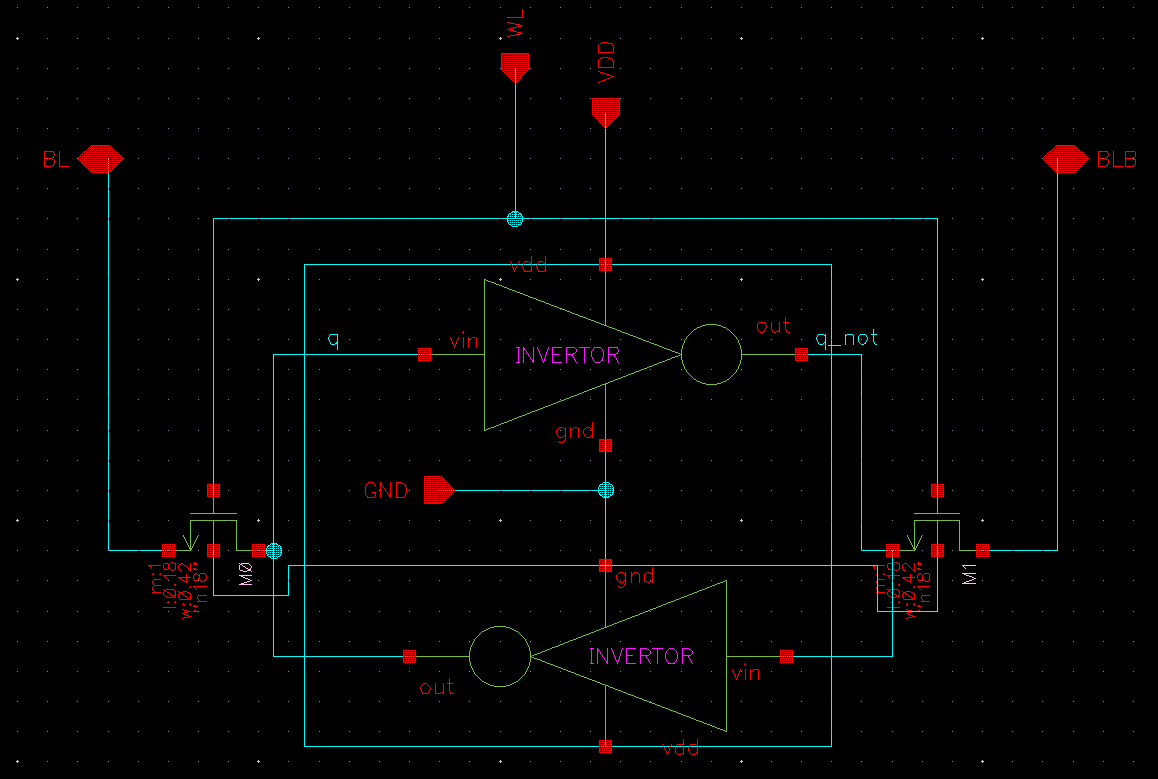 WL
VDD
BL
BLB
vdd
q
vin
INVERTOR
out
q_not
gnd
GND
M0
m:1
l:0.18
w:0.42
"n18"
M1
m:1
l:0.18
w:0.42
"n18"
gnd
INVERTOR
vin
out
vdd